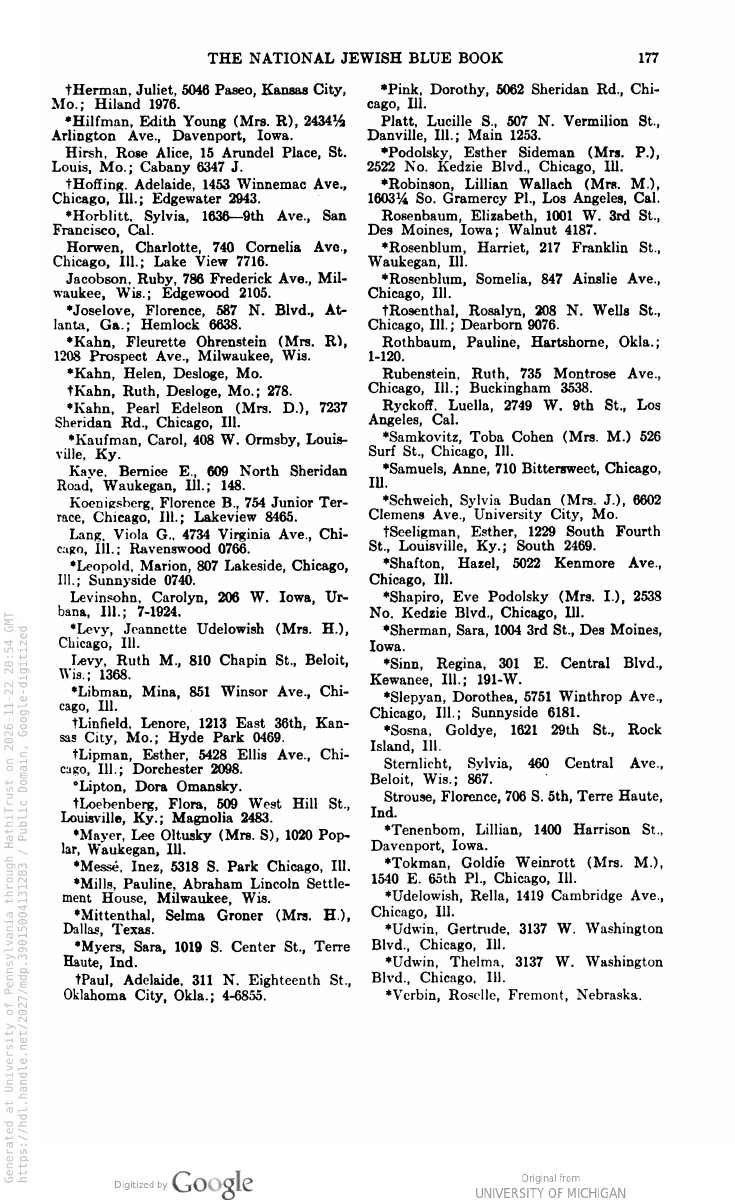 THE NATIONAL JEWISH BLUE BOOK 177
†Herman, Juliet, 5046 Paseo, Kansas City,
Mo.; Hiland 1976.
*Hilfman, Edith Young (Mrs. R), 2434½
Arlington Ave., Davenport, Iowa.
Hirsh, Rose Alice, 15 Arundel Place, St.
Louis, Mo.; Cabany 6347 J.
†Hoffing, Adelaide, 1453 Winnemac Ave.,
Chicago, Ill.; Edgewater 2943.
*Horblitt, Sylvia, 1636—9th Ave., San
Francisco, Cal.
Horwen, Charlotte, 740 Cornelia Ave.,
Chicago, Ill.; Lake View 7716.
Jacobson, Ruby, 786 Frederick Ave., Mil-
waukee, Wis.; Edgewood 2105.
*Joselove, Florence, 587 N. Blvd., At-
lanta, Ga.; Hemlock 6638.
*Kahn, Fleurette Ohrenstein (Mrs. R),
1208 Prospect Ave., Milwaukee, Wis.
*Kahn, Helen, Desloge, Mo.
†Kahn, Ruth, Desloge, Mo.; 278.
*Kahn, Pearl Edelson (Mrs. D.), 7237
Sheridan Rd., Chicago, Ill.
*Kaufman, Carol, 408 W. Ormsby, Louis-
ville, Ky.
Kaye, Bernice E., 609 North Sheridan
Road, Waukegan, Ill.; 148.
Koenigsberg, Florence B., 754 Junior Ter-
race, Chicago, Ill.; Lakeview 8465.
Lang, Viola G., 4734 Virginia Ave., Chi-
cago, Ill.; Ravenswood 0766.
*Leopold, Marion, 807 Lakeside, Chicago,
Ill.; Sunnyside 0740.
Levinsohn, Carolyn, 206 W. Iowa, Ur-
bana, Ill.; 7-1924.
*Levy, Jeannette Udelowish (Mrs. H.),
Chicago, Ill.
Levy, Ruth M., 810 Chapin St., Beloit,
Wis.; 1368.
*Libman, Mina, 851 Winsor Ave., Chi-
cago, Ill.
†Linfield, Lenore, 1213 East 36th, Kan-
sas City, Mo.; Hyde Park 0469.
†Lipman, Esther, 5428 Ellis Ave., Chi-
cago, Ill.; Dorchester 2098.
*Lipton, Dora Omansky.
†Loebenberg, Flora, 509 West Hill St.,
Louisville, Ky.; Magnolia 2483.
*Mayer, Lee Oltusky (Mrs. S), 1020 Pop-
lar, Waukegan, Ill.
*Messé, Inez, 5318 S. Park Chicago, Ill.
*Mills, Pauline, Abraham Lincoln Settle-
ment House, Milwaukee, Wis.
*Mittenthal, Selma Groner (Mrs. H.),
Dallas, Texas.
*Myers, Sara, 1019 S. Center St., Terre
Haute, Ind.
†Paul, Adelaide, 311 N. Eighteenth St.,
Oklahoma City, Okla.; 4-6855.
*Pink, Dorothy, 5062 Sheridan Rd., Chi-
cago, Ill.
Platt, Lucille S., 507 N. Vermilion St.,
Danville, Ill.; Main 1253.
*Podolsky, Esther Sideman (Mrs. P.),
2522 No. Kedzie Blvd., Chicago, Ill.
*Robinson, Lillian Wallach (Mrs. M.),
1603¼ So. Gramercy Pl., Los Angeles, Cal.
Rosenbaum, Elizabeth, 1001 W. 3rd St.,
Des Moines, Iowa; Walnut 4187.
*Rosenblum, Harriet, 217 Franklin St.,
Waukegan, Ill.
*Rosenblum, Somelia, 847 Ainslie Ave.,
Chicago, Ill.
†Rosenthal, Rosalyn, 208 N. Wells St.,
Chicago, Ill.; Dearborn 9076.
Rothbaum, Pauline, Hartshorne, Okla.;
1-120.
Rubenstein, Ruth, 735 Montrose Ave.,
Chicago, Ill.; Buckingham 3538.
Ryckoff, Luella, 2749 W. 9th St., Los
Angeles, Cal.
*Samkovitz, Toba Cohen (Mrs. M.) 526
Surf St., Chicago, Ill.
*Samuels, Anne, 710 Bittersweet, Chicago,
Ill.
*Schweich, Sylvia Budan (Mrs. J.), 6602
Clemens Ave., University City, Mo.
†Seeligman, Esther, 1229 South Fourth
St., Louisville, Ky.; South 2469.
*Shafton, Hazel, 5022 Kenmore Ave.,
Chicago, Ill.
*Shapiro, Eve Podolsky (Mrs. I.), 2538
No. Kedzie Blvd., Chicago, Ill.
*Sherman, Sara, 1004 3rd St., Des Moines,
Iowa.
*Sinn, Regina, 301 E. Central Blvd.,
Kewanee, Ill.; 191-W.
*Slepyan, Dorothea, 5751 Winthrop Ave.,
Chicago, Ill.; Sunnyside 6181.
*Sosna, Goldye, 1621 29th St., Rock
Island, Ill.
Sternlicht, Sylvia, 460 Central Ave.,
Beloit, Wis.; 867.
Strouse, Florence, 706 S. 5th, Terre Haute,
Ind.
*Tenenbom, Lillian, 1400 Harrison St.,
Davenport, Iowa.
*Tokman, Goldie Weinrott (Mrs. M.),
1540 E. 65th Pl., Chicago, Ill.
*Udelowish, Rella, 1419 Cambridge Ave.,
Chicago, Ill.
*Udwin, Gertrude, 3137 W. Washington
Blvd., Chicago, Ill.
*Udwin, Thelma, 3137 W. Washington
Blvd., Chicago, Ill.
*Verbin, Roselle, Fremont, Nebraska.
Generated at University of Pennsylvania through HathiTrust on 2026-11-22 20:54 GMT
https://hdl.handle.net/2027/mdp.39015004131283 / Public Domain, Google-digitized
Digitized by Google
Original from
UNIVERSITY OF MICHIGAN